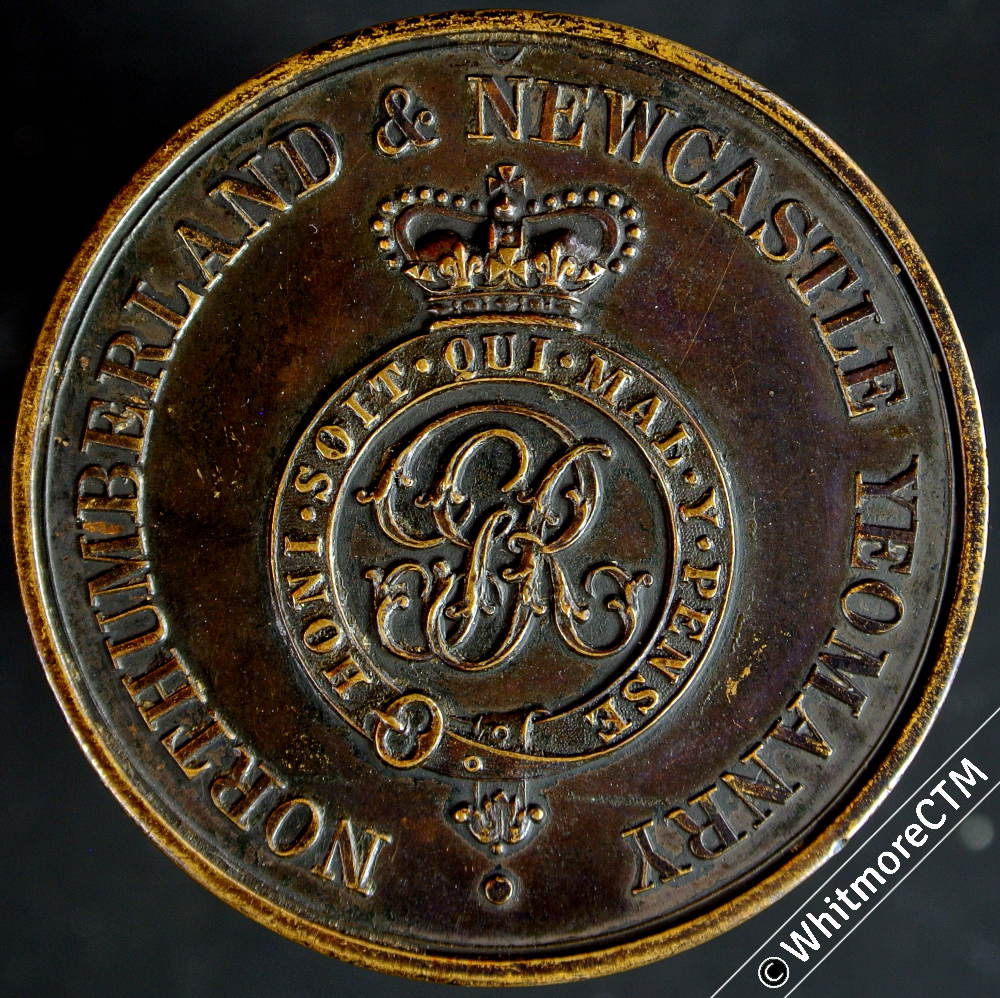 NORTHUMBERLAND & NEWCASTLE YEOMANRY
HONI · SOIT · QUI · MAL · Y · PENSE
GR
© WhitmoreCTM